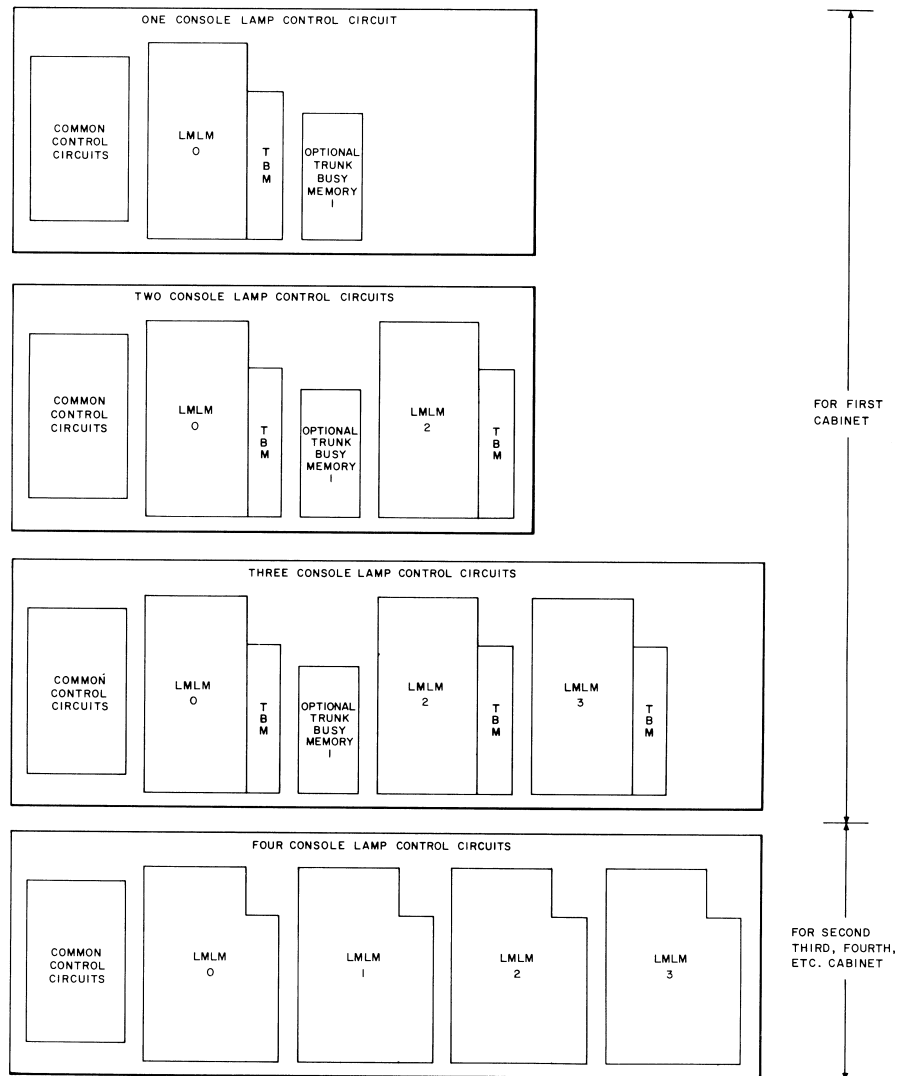 ONE CONSOLE LAMP CONTROL CIRCUIT
COMMON
CONTROL
CIRCUITS
LMLM
0
T
B
M
OPTIONAL
TRUNK
BUSY
MEMORY
1
TWO CONSOLE LAMP CONTROL CIRCUITS
COMMON
CONTROL
CIRCUITS
LMLM
0
T
B
M
OPTIONAL
TRUNK
BUSY
MEMORY
1
LMLM
2
T
B
M
FOR FIRST
CABINET
THREE CONSOLE LAMP CONTROL CIRCUITS
COMMON
CONTROL
CIRCUITS
LMLM
0
T
B
M
OPTIONAL
TRUNK
BUSY
MEMORY
1
LMLM
2
T
B
M
LMLM
3
T
B
M
FOUR CONSOLE LAMP CONTROL CIRCUITS
COMMON
CONTROL
CIRCUITS
LMLM
0
LMLM
1
LMLM
2
LMLM
3
FOR SECOND
THIRD, FOURTH,
ETC. CABINET